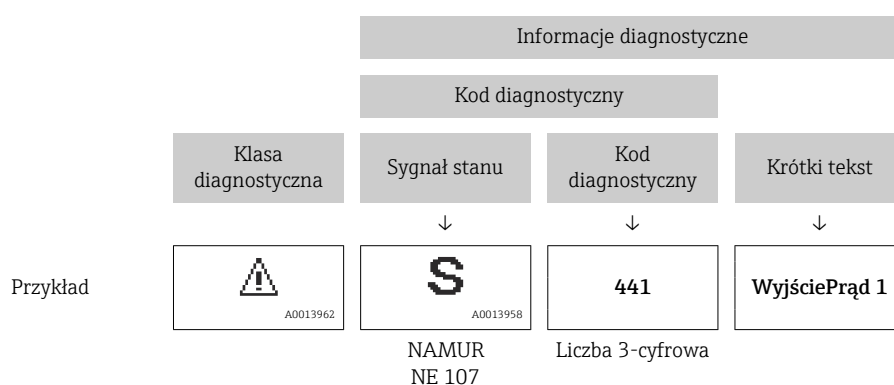 Informacje diagnostyczne
Kod diagnostyczny
Klasa
diagnostyczna
Sygnał stanu
Kod
diagnostyczny
Krótki tekst
↓ ↓ ↓
Przykład
A0013962
S
A0013958
441
WyjściePrąd 1
NAMUR
NE 107
Liczba 3-cyfrowa